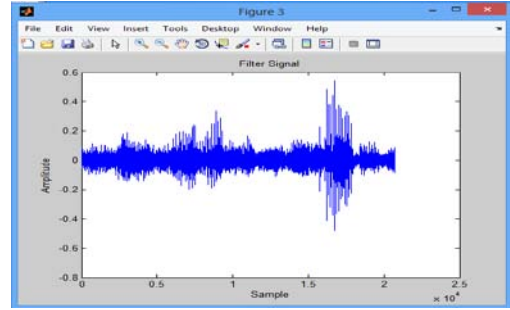 Figure 3
File Edit View Insert Tools Desktop Window Help
Filter Signal
0.6
0.4
0.2
0
-0.2
-0.4
-0.6
-0.8
Amplitude
0 0.5 1 1.5 2 2.5
Sample
× 10⁴